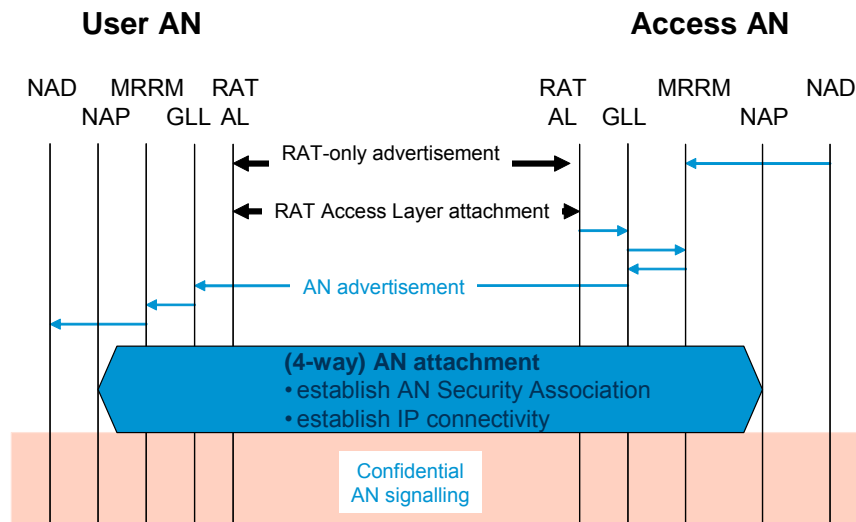 User AN
Access AN
NAD MRRM RAT
NAP GLL AL
RAT MRRM NAD
AL GLL NAP
RAT-only advertisement
RAT Access Layer attachment
AN advertisement
(4-way) AN attachment
• establish AN Security Association
• establish IP connectivity
Confidential
AN signalling